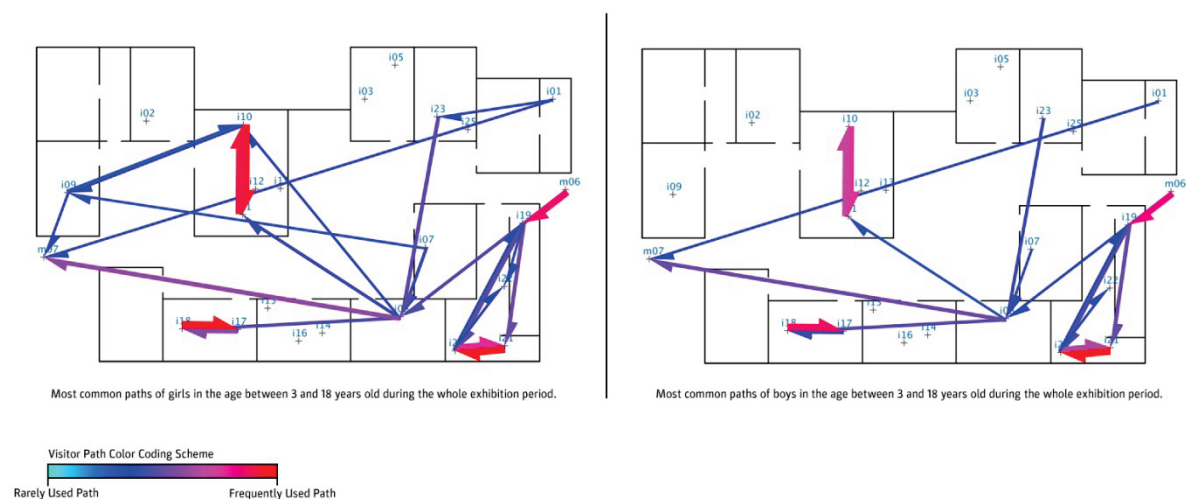 i05
i03
i01
i02
i10
i23
i25
i09
i12
m06
i19
m07
i07
i18
i17
i16
i14
i21
Most common paths of girls in the age between 3 and 18 years old during the whole exhibition period.
i05
i03
i01
i02
i10
i23
i25
i09
i12
i13
m06
i19
m07
i07
i22
i18
i17
i16
i14
i21
Most common paths of boys in the age between 3 and 18 years old during the whole exhibition period.
Visitor Path Color Coding Scheme
Rarely Used Path
Frequently Used Path